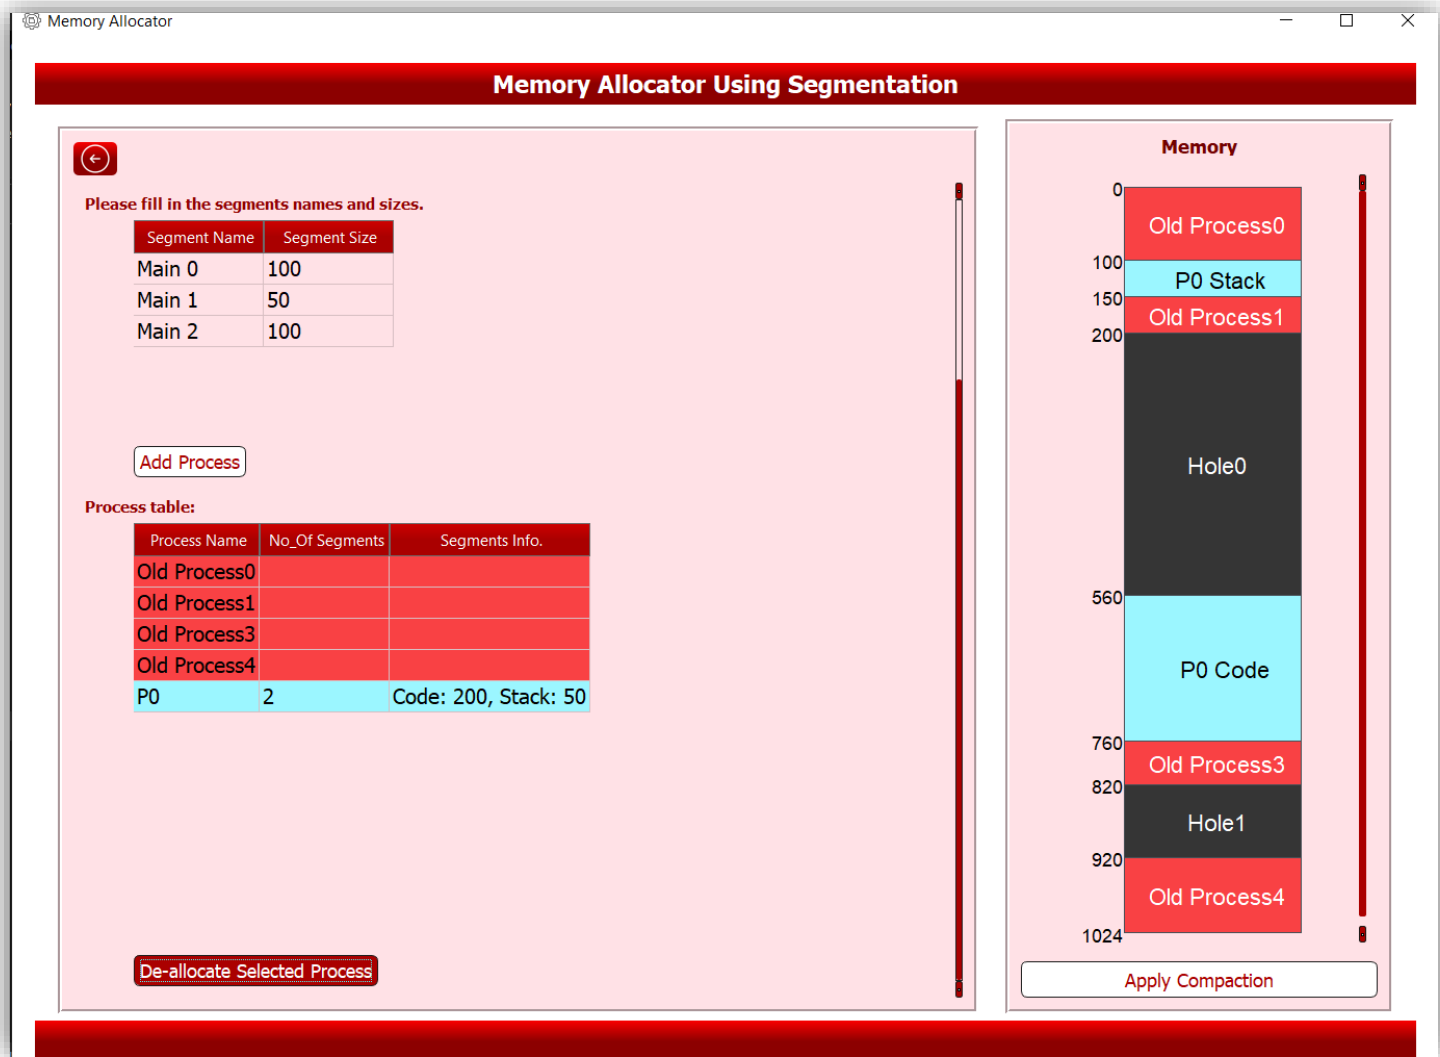 Memory Allocator
Memory Allocator Using Segmentation
Please fill in the segments names and sizes.
Segment Name Segment Size
Main 0 100
Main 1 50
Main 2 100
Add Process
Process table:
Process Name No_Of Segments Segments Info.
Old Process0
Old Process1
Old Process3
Old Process4
P0 2 Code: 200, Stack: 50
De-allocate Selected Process
Memory
0
Old Process0
100
P0 Stack
150
Old Process1
200
Hole0
560
P0 Code
760
Old Process3
820
Hole1
920
Old Process4
1024
Apply Compaction